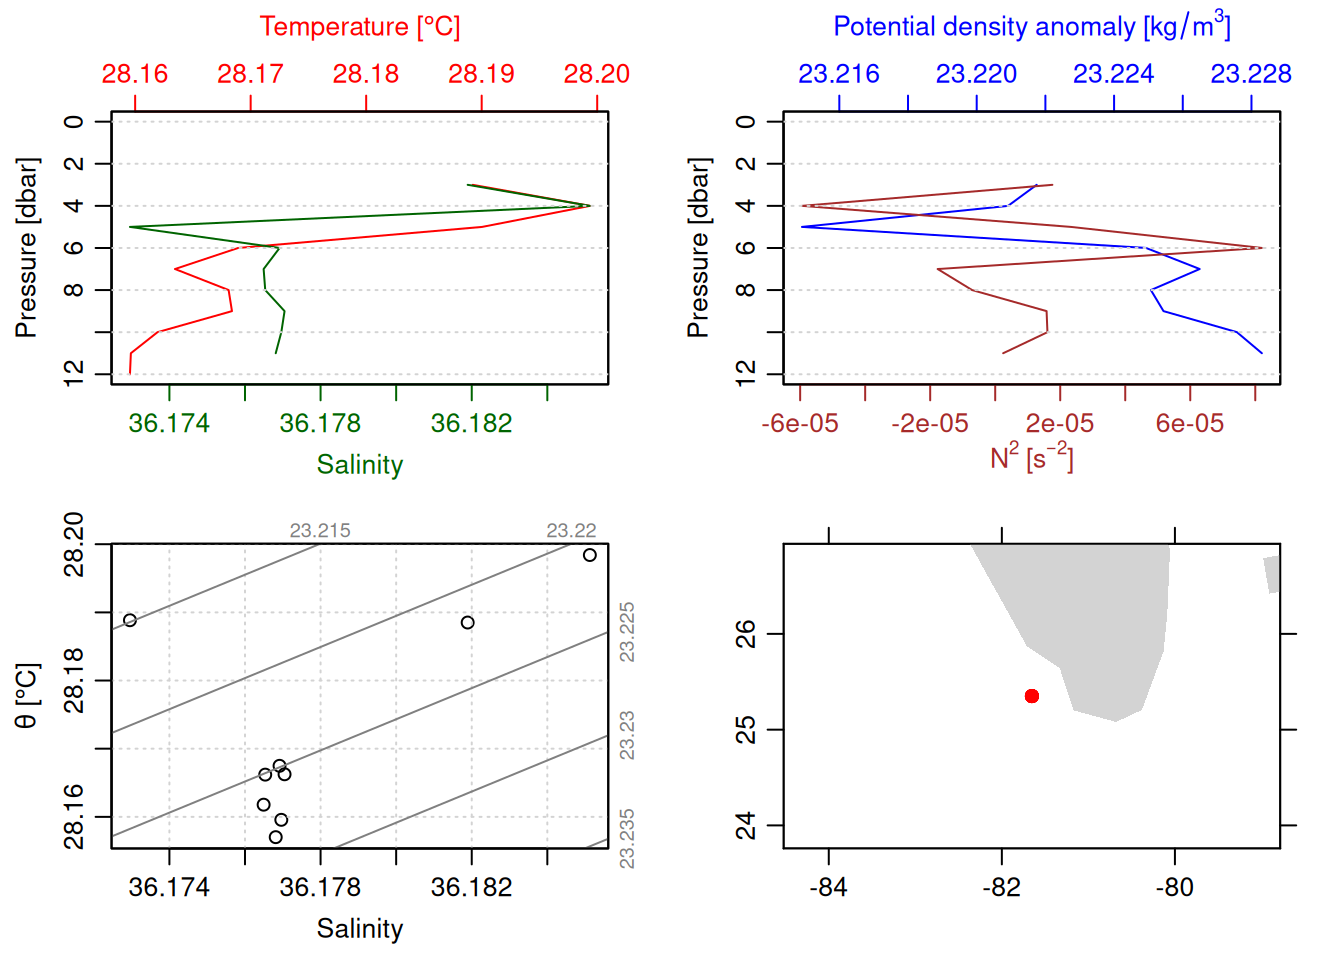 Temperature [°C]
28.16 28.17 28.18 28.19 28.20
Pressure [dbar]
0
2
4
6
8
12
36.174 36.178 36.182
Salinity
Potential density anomaly [kg/m³]
23.216 23.220 23.224 23.228
Pressure [dbar]
0
2
4
6
8
12
-6e-05 -2e-05 2e-05 6e-05
N² [s⁻²]
23.215 23.22
θ [°C]
28.20
28.18
28.16
23.225
23.23
23.235
36.174 36.178 36.182
Salinity
26
25
24
-84 -82 -80